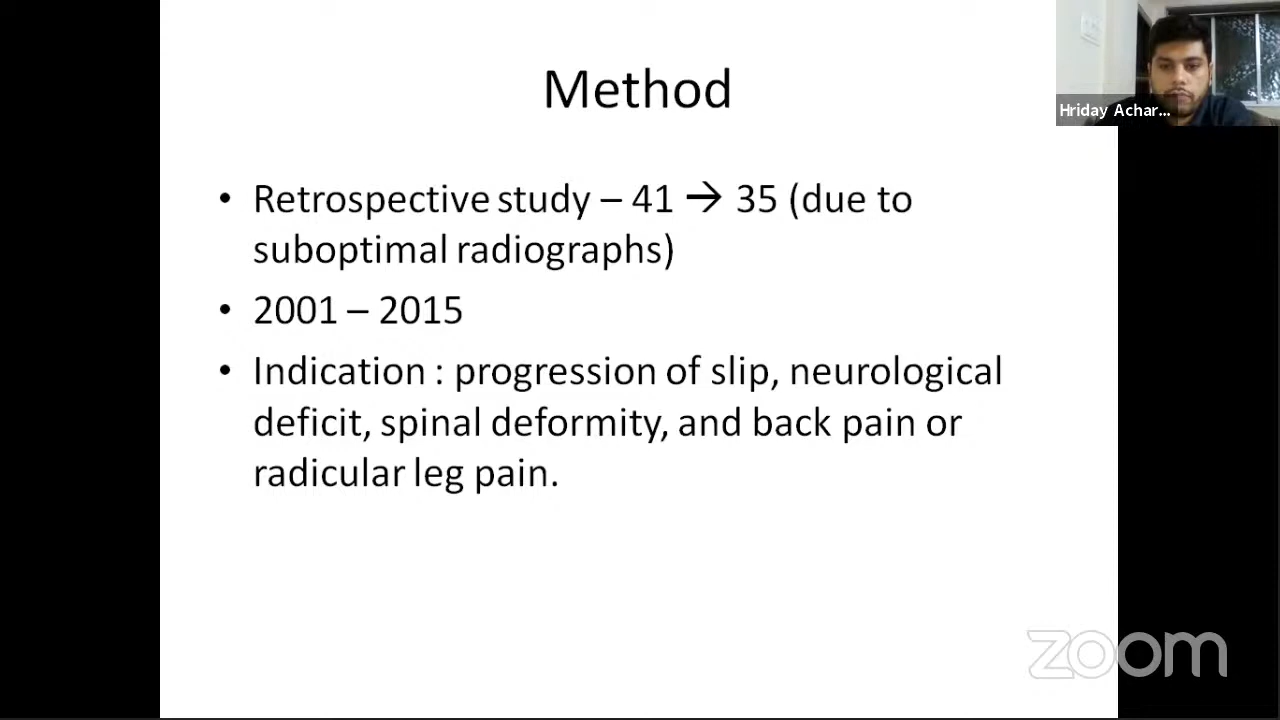 Method
Hriday Achar...
• Retrospective study – 41 → 35 (due to
suboptimal radiographs)
• 2001 – 2015
• Indication : progression of slip, neurological
deficit, spinal deformity, and back pain or
radicular leg pain.
zoom